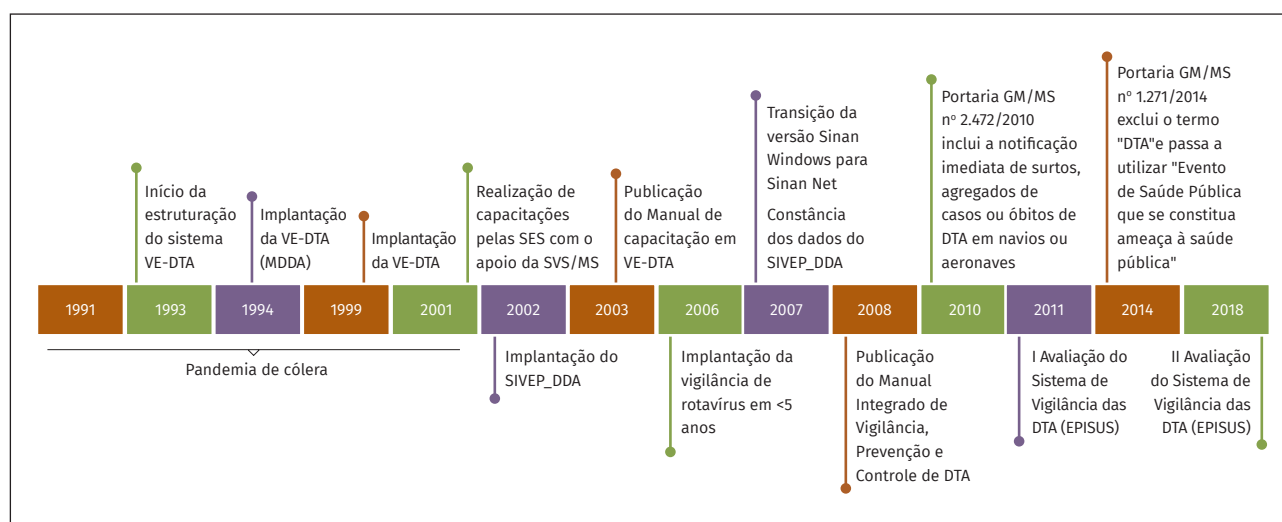 Início da
estruturação
do sistema
VE-DTA
Implantação
da VE-DTA
(MDDA)
Implantação
da VE-DTA
Realização de
capacitações
pelas SES com o
apoio da SVS/MS
Publicação
do Manual de
capacitação em
VE-DTA
Transição da
versão Sinan
Windows para
Sinan Net
Constância
dos dados do
SIVEP_DDA
Portaria GM/MS
nº 2.472/2010
inclui a notificação
imediata de surtos,
agregados de
casos ou óbitos de
DTA em navios ou
aeronaves
Portaria GM/MS
nº 1.271/2014
exclui o termo
"DTA"e passa a
utilizar "Evento
de Saúde Pública
que se constitua
ameaça à saúde
pública"
1991 1993 1994 1999 2001 2002 2003 2006 2007 2008 2010 2011 2014 2018
Pandemia de cólera
Implantação do
SIVEP_DDA
Implantação da
vigilância de
rotavírus em <5
anos
Publicação
do Manual
Integrado de
Vigilância,
Prevenção e
Controle de DTA
I Avaliação do
Sistema de
Vigilância das
DTA (EPISUS)
II Avaliação
do Sistema de
Vigilância das
DTA (EPISUS)